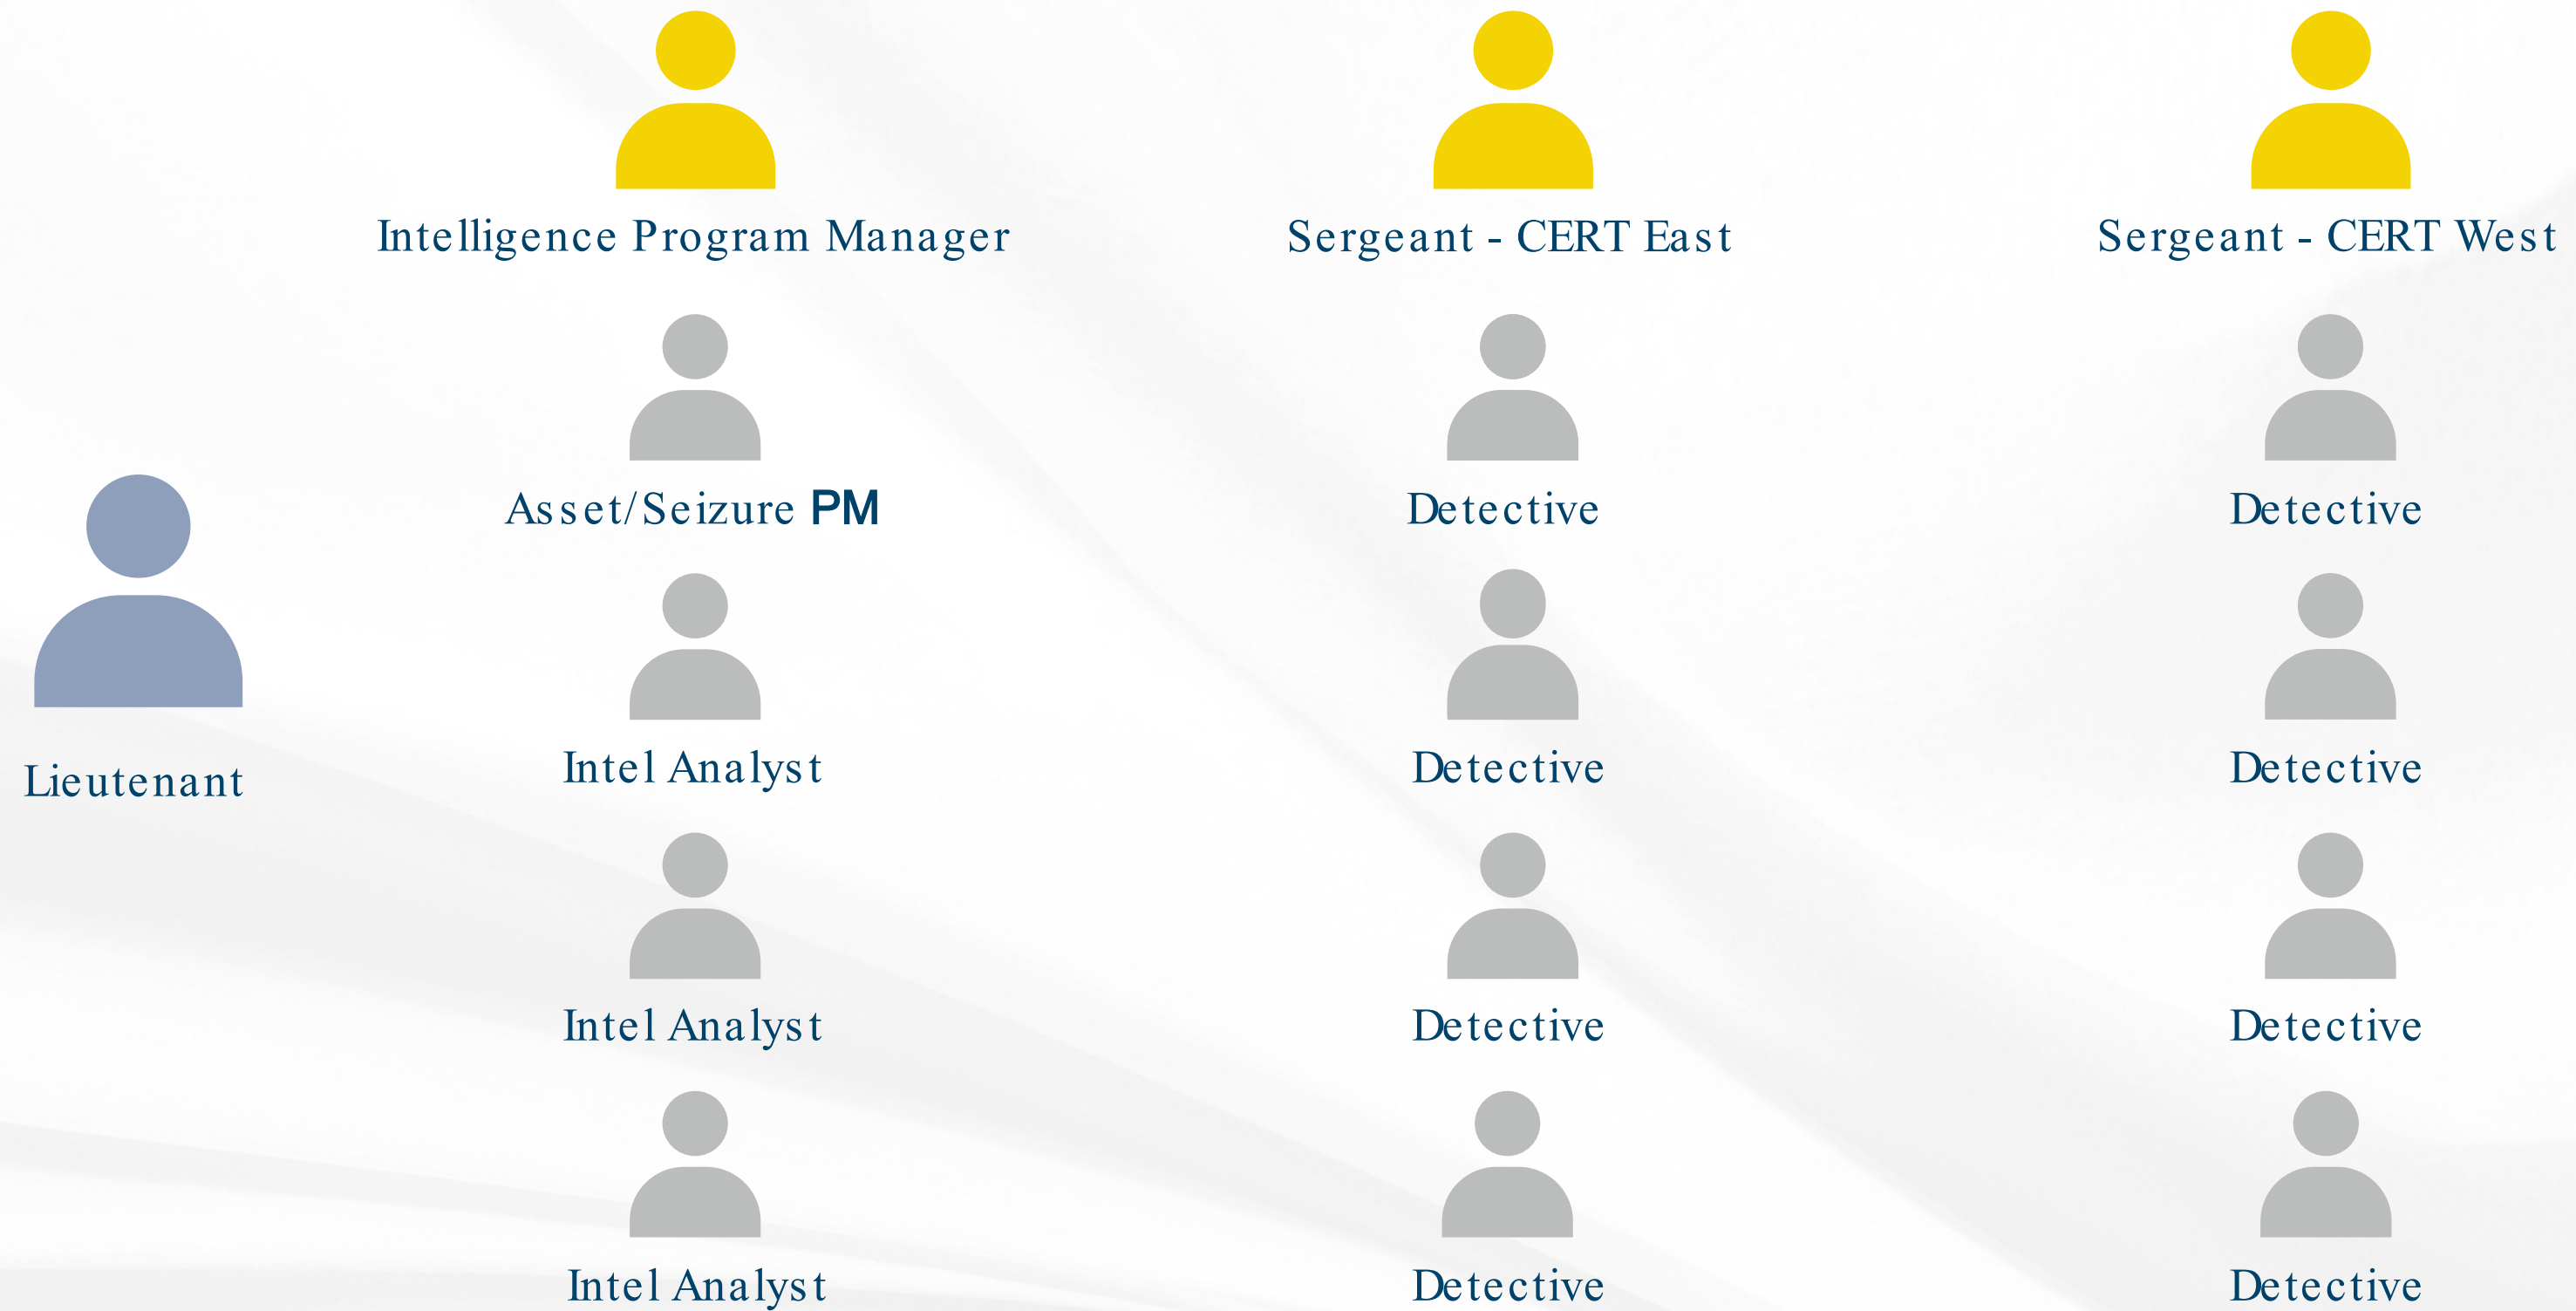 Intelligence Program Manager
Sergeant - CERT East
Sergeant - CERT West
Asset/Seizure PM
Detective
Detective
Lieutenant
Intel Analyst
Detective
Detective
Intel Analyst
Detective
Detective
Intel Analyst
Detective
Detective